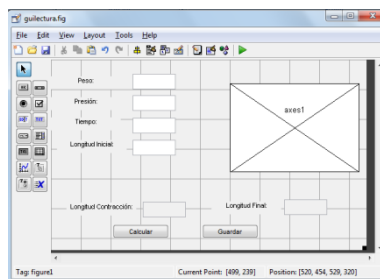 guilectura.fig
File Edit View Layout Tools Help
Peso:
Presión:
Tiempo:
Longitud Inicial:
axes1
Longitud Contracción:
Longitud Final:
Calcular
Guardar
Tag: figure1 Current Point: [499, 239] Position: [520, 454, 529, 320]